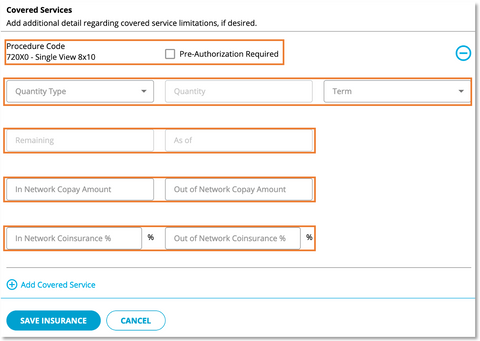 Covered Services
Add additional detail regarding covered service limitations, if desired.
Procedure Code
720X0 - Single View 8x10
Pre-Authorization Required
Quantity Type
Quantity
Term
Remaining
As of
In Network Copay Amount
Out of Network Copay Amount
In Network Coinsurance %
%
Out of Network Coinsurance %
%
Add Covered Service
SAVE INSURANCE
CANCEL